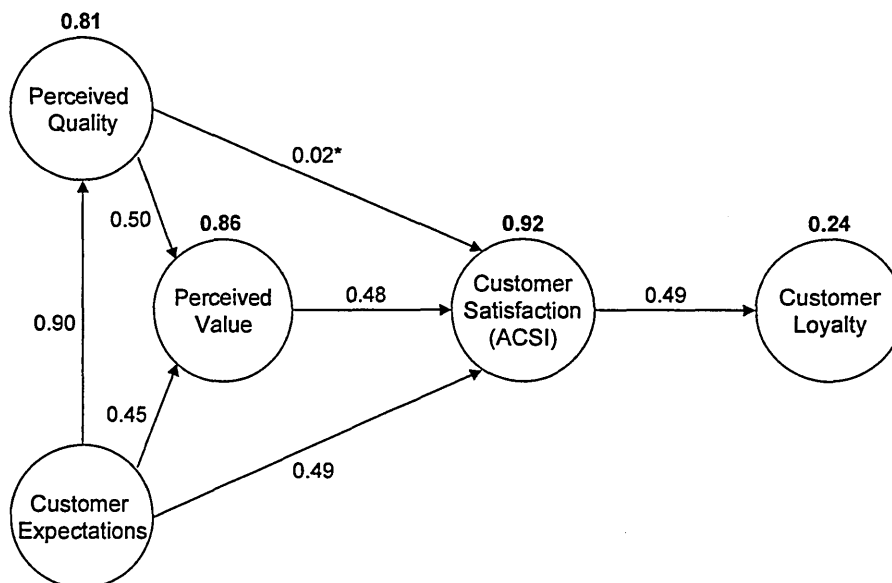 0.81
Perceived
Quality
0.02*
0.50
0.86
0.92
0.24
Perceived
Value
0.48
Customer
Satisfaction
(ACSI)
0.49
Customer
Loyalty
0.90
0.45
0.49
Customer
Expectations